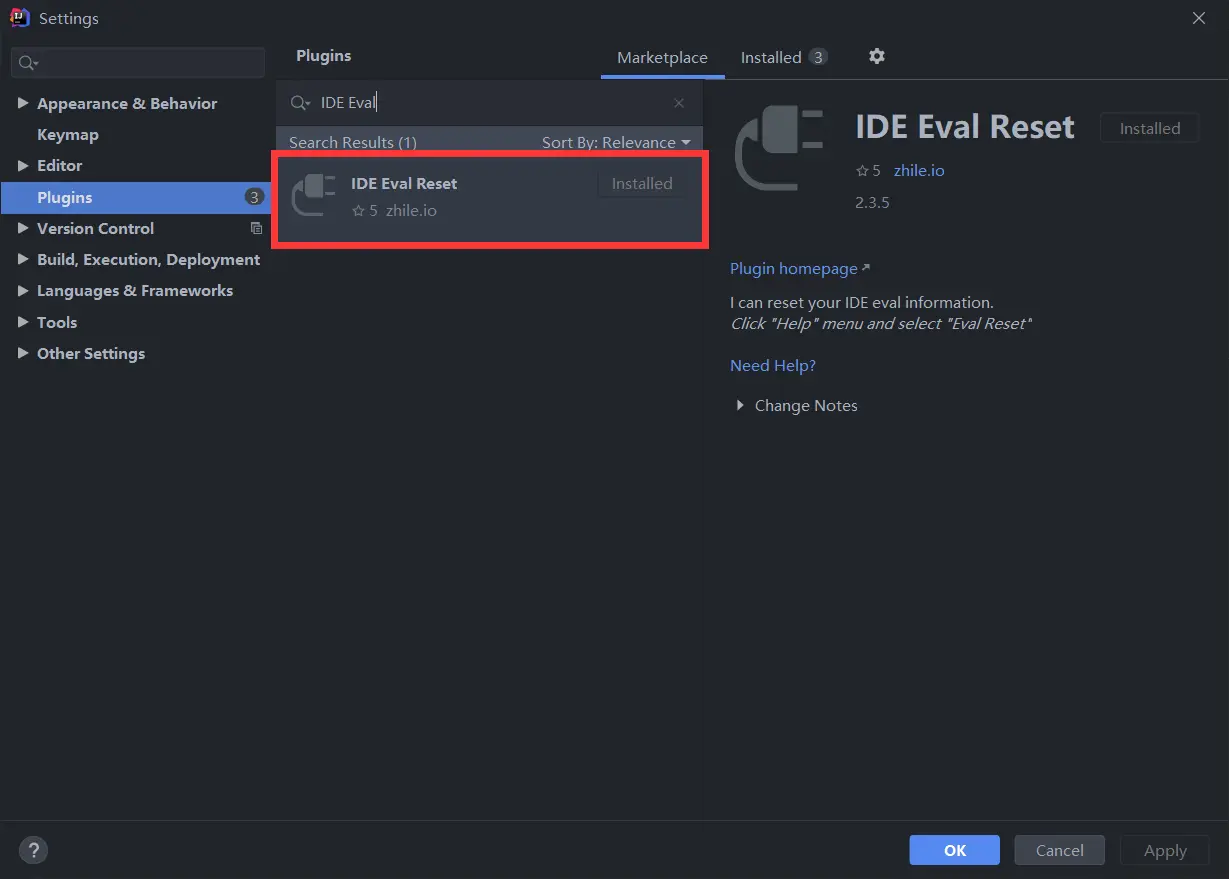 Settings
Plugins
Marketplace
Installed 3
Appearance & Behavior
Keymap
Editor
Plugins 3
Version Control
Build, Execution, Deployment
Languages & Frameworks
Tools
Other Settings
IDE Eval
Search Results (1)
Sort By: Relevance
IDE Eval Reset
Installed
5 zhile.io
IDE Eval Reset
Installed
5 zhile.io
2.3.5
Plugin homepage
I can reset your IDE eval information.
Click "Help" menu and select "Eval Reset"
Need Help?
Change Notes
?
OK
Cancel
Apply